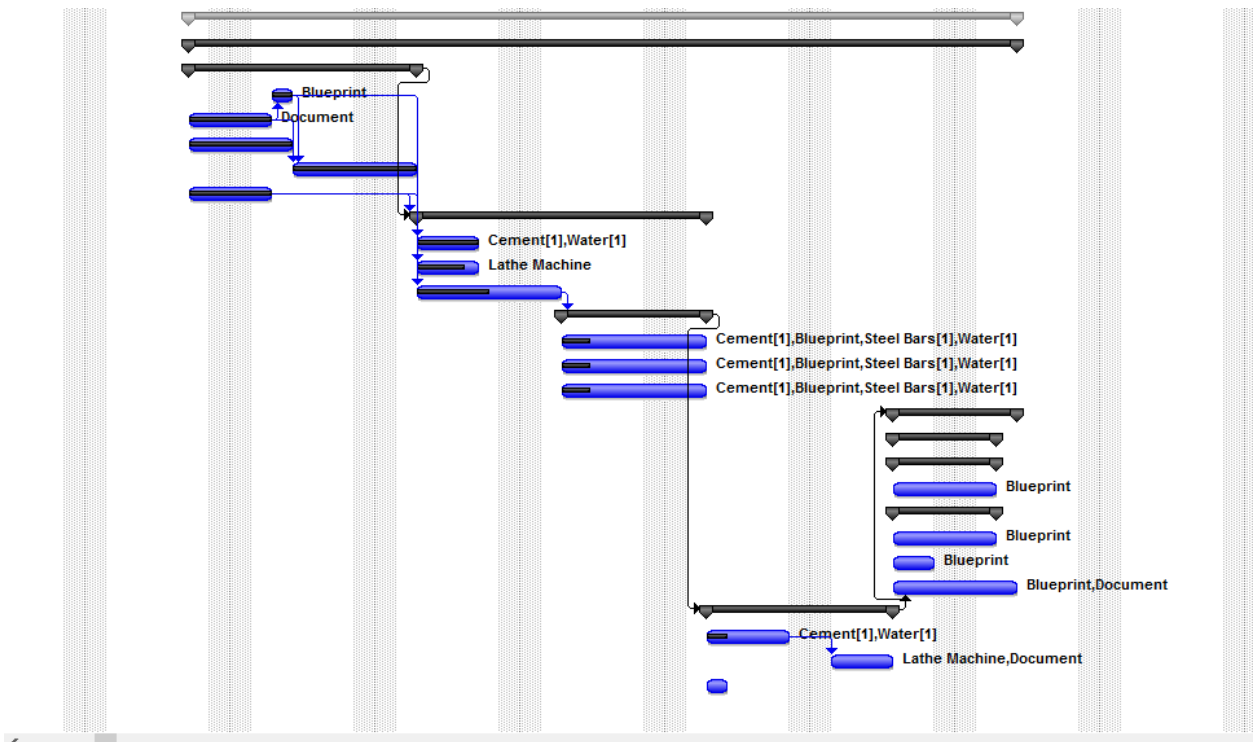 Blueprint
Document
Cement[1],Water[1]
Lathe Machine
Cement[1],Blueprint,Steel Bars[1],Water[1]
Cement[1],Blueprint,Steel Bars[1],Water[1]
Cement[1],Blueprint,Steel Bars[1],Water[1]
Blueprint
Blueprint
Blueprint
Blueprint,Document
Cement[1],Water[1]
Lathe Machine,Document